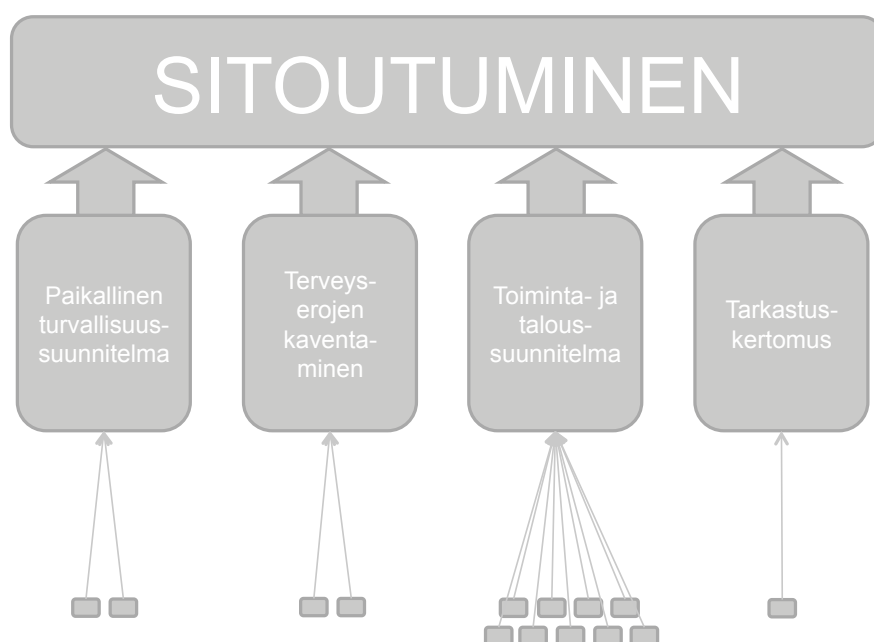 SITOUTUMINEN
Paikallinen
turvallisuus-
suunnitelma
Terveys-
erojen
kaventa-
minen
Toiminta- ja
talous-
suunnitelma
Tarkastus-
kertomus